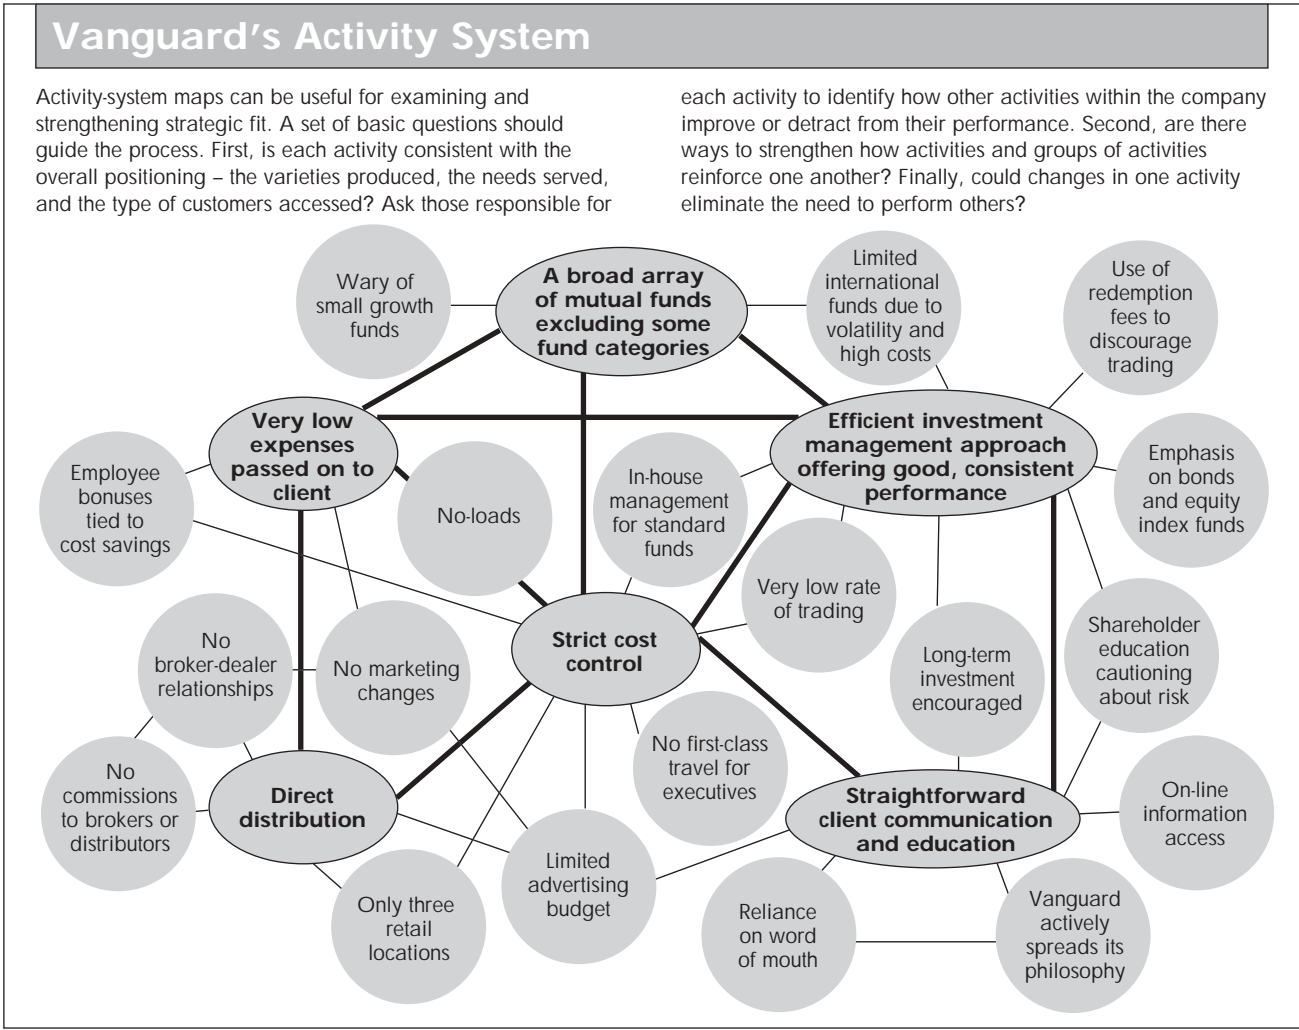 Vanguard's Activity System
Activity-system maps can be useful for examining and
strengthening strategic fit. A set of basic questions should
guide the process. First, is each activity consistent with the
overall positioning – the varieties produced, the needs served,
and the type of customers accessed? Ask those responsible for
each activity to identify how other activities within the company
improve or detract from their performance. Second, are there
ways to strengthen how activities and groups of activities
reinforce one another? Finally, could changes in one activity
eliminate the need to perform others?
Wary of
small growth
funds
A broad array
of mutual funds
excluding some
fund categories
Limited
international
funds due to
volatility and
high costs
Use of
redemption
fees to
discourage
trading
Very low
expenses
passed on to
client
Efficient investment
management approach
offering good, consistent
performance
Employee
bonuses
tied to
cost savings
No-loads
In-house
management
for standard
funds
Emphasis
on bonds
and equity
index funds
Very low rate
of trading
No
broker-dealer
relationships
No marketing
changes
Strict cost
control
Long-term
investment
encouraged
Shareholder
education
cautioning
about risk
No
commissions
to brokers or
distributors
Direct
distribution
No first-class
travel for
executives
Straightforward
client communication
and education
On-line
information
access
Only three
retail
locations
Limited
advertising
budget
Reliance
on word
of mouth
Vanguard
actively
spreads its
philosophy